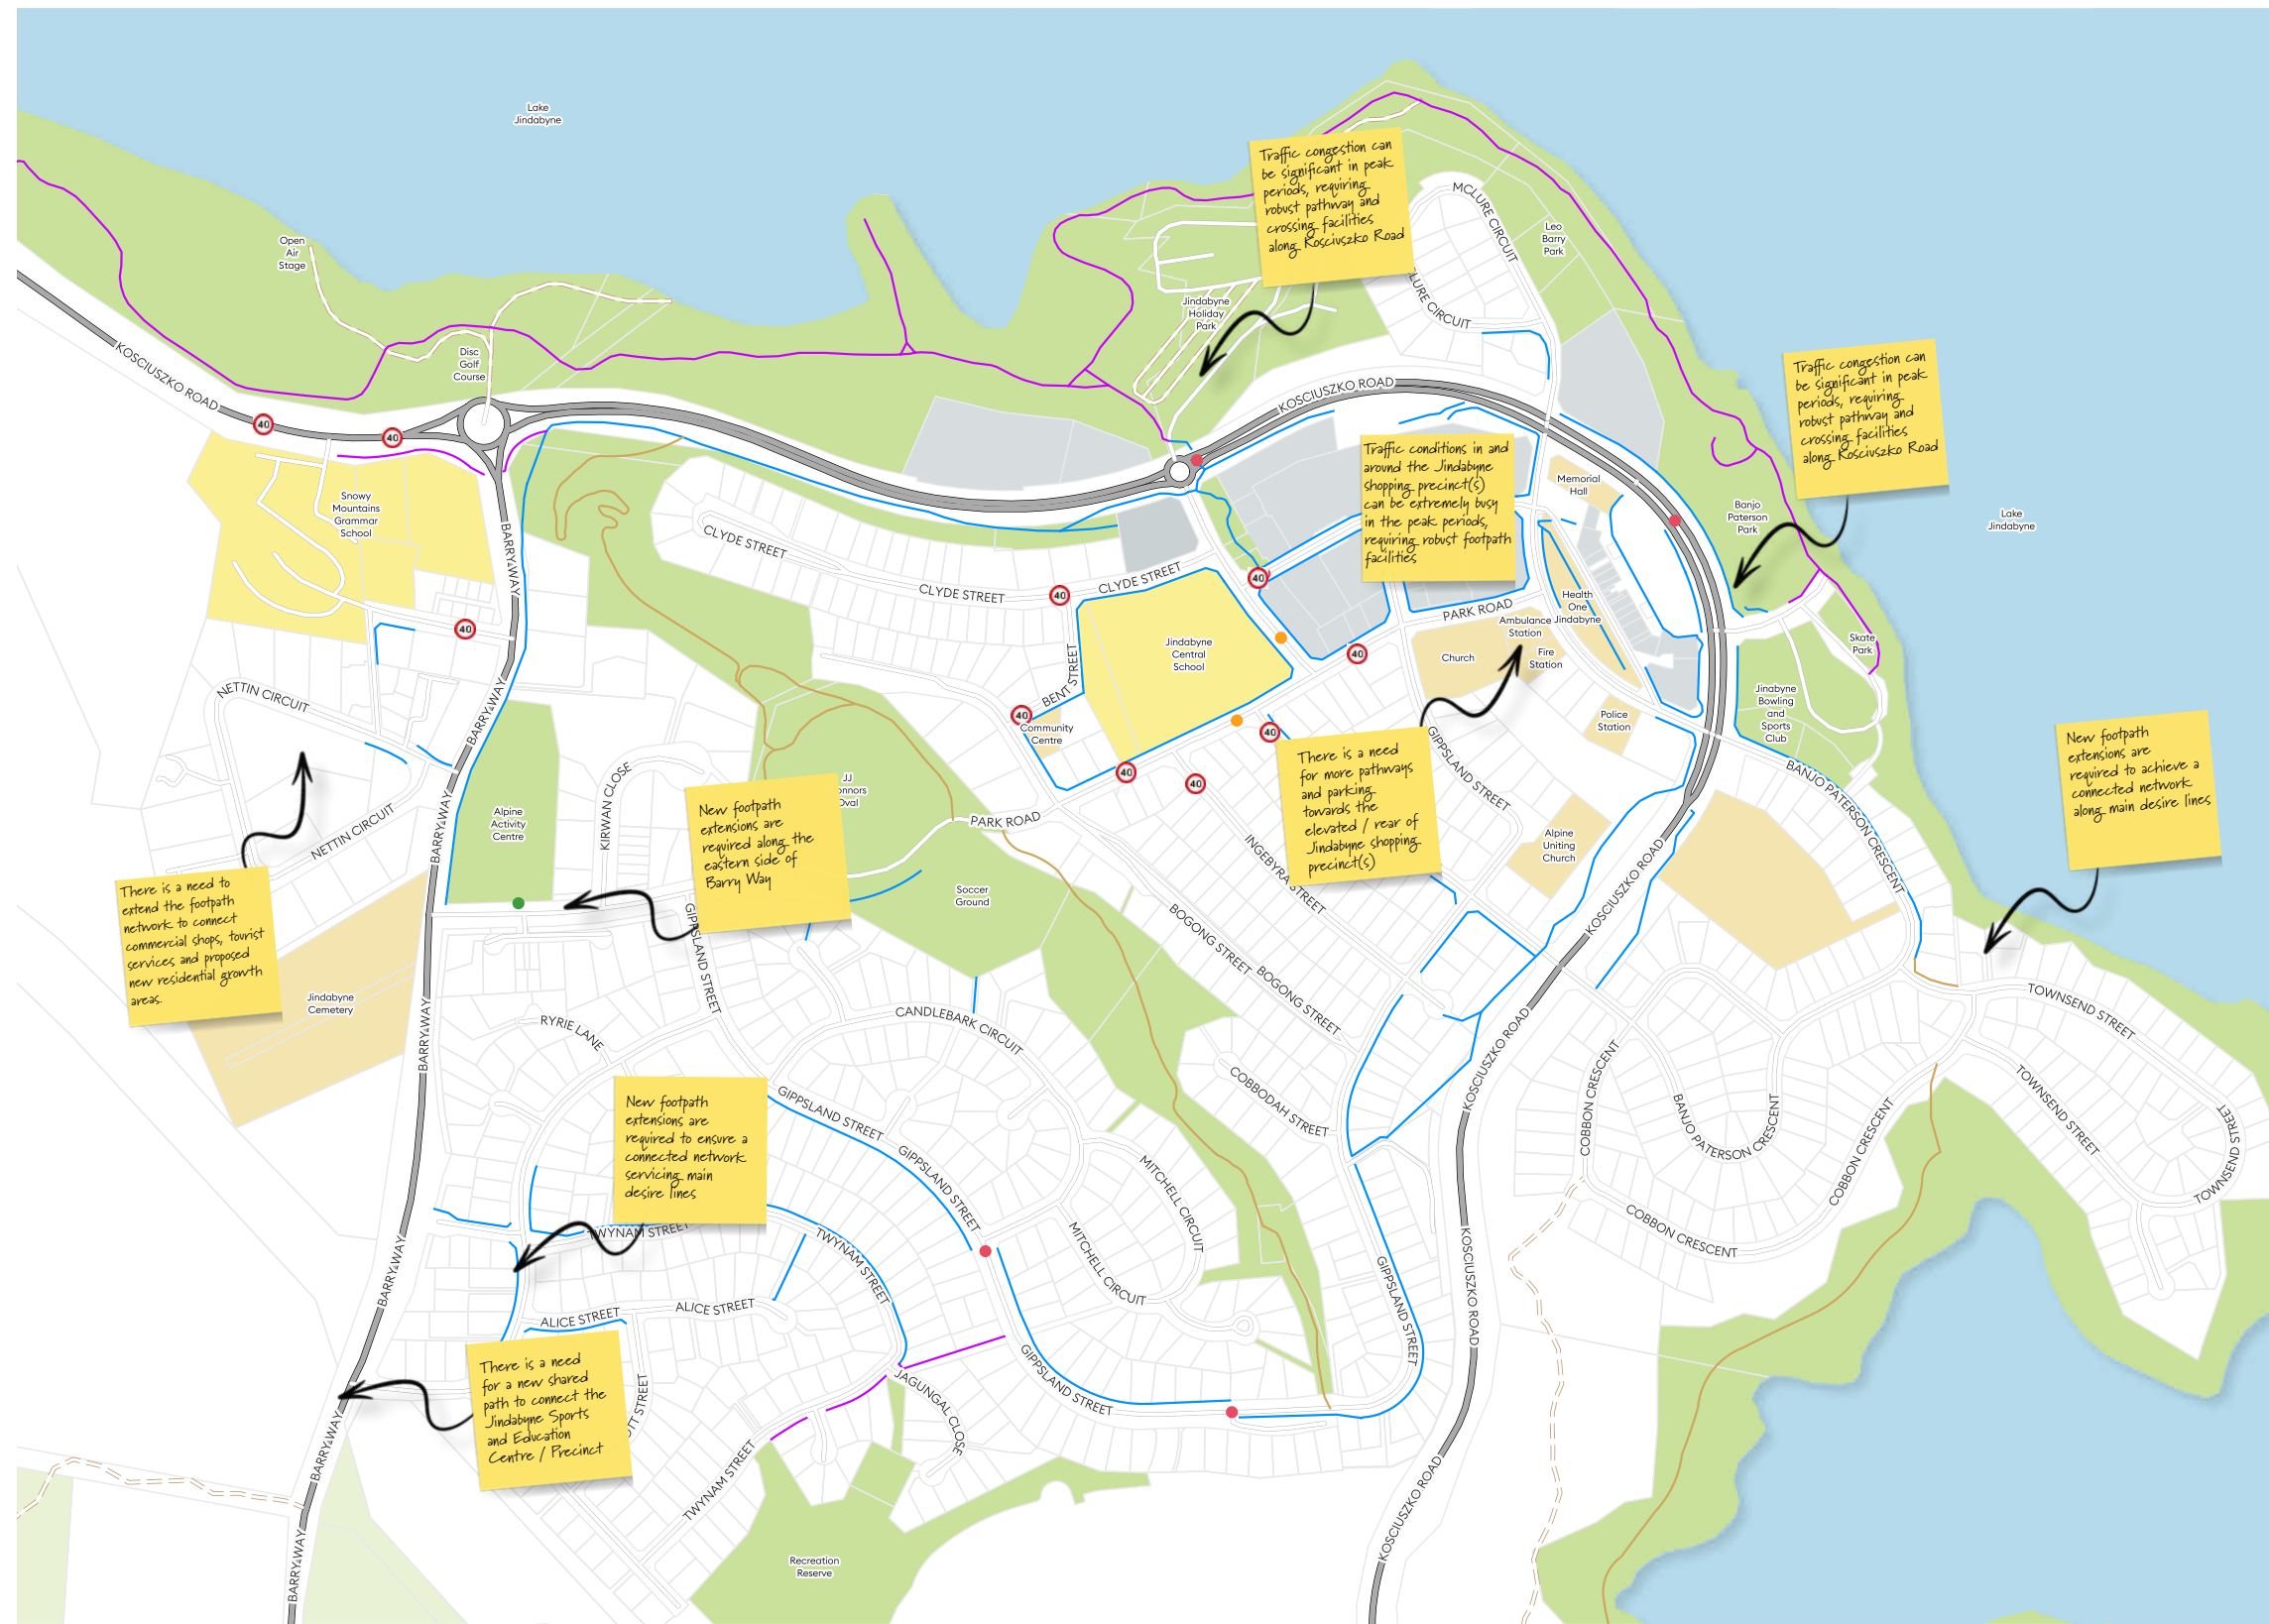 Lake
Jindabyne
Traffic congestion can
be significant in peak
periods, requiring
robust pathway and
crossing facilities
along Kosciuszko Road
MCLURE CIRCUIT
Leo
Barry
Park
Open
Air
Stage
LURE CIRCUIT
Jindabyne
Holiday
Park
Disc
Golf
Course
KOSCIUSZKO ROAD
KOSCIUSZKO ROAD
Traffic congestion can
be significant in peak
periods, requiring
robust pathway and
crossing facilities
along Kosciuszko Road
40
40
Traffic conditions in and
around the Jindabyne
shopping precinct(s)
can be extremely busy
in the peak periods,
requiring robust footpath
facilities
Memorial
Hall
Snowy
Mountains
Grammar
School
Banjo
Paterson
Park
Lake
Jindabyne
BARRY WAY
CLYDE STREET
CLYDE STREET
CLYDE STREET
40
40
40
Health
One
Jindabyne
PARK ROAD
Ambulance
Station
Fire
Station
Church
40
Jindabyne
Central
School
Skate
Park
BENT STREET
NETTIN CIRCUIT
BARRY WAY
40
Community
Centre
40
Police
Station
Jinabyne
Bowling
and
Sports
Club
GIPPSLAND STREET
There is a need
for more pathways
and parking
towards the
elevated / rear of
Jindabyne shopping
precinct(s)
New footpath
extensions are
required to achieve a
connected network
along main desire lines
BANJO PATERSON CRESCENT
40
40
JJ
onnors
Oval
KIRWAN CLOSE
Alpine
Activity
Centre
New footpath
extensions are
required along the
eastern side of
Barry Way
PARK ROAD
NETTIN CIRCUIT
BARRY WAY
INGEBYRA STREET
Alpine
Uniting
Church
KOSCIUSZKO ROAD
There is a need to
extend the footpath
network to connect
commercial shops, tourist
services and proposed
new residential growth
areas.
Soccer
Ground
GIPPSLAND STREET
BOGONG STREET
BOGONG STREET
Jindabyne
Cemetery
BARRY WAY
RYRIE LANE
CANDLEBARK CIRCUIT
TOWNSEND STREET
KOSCIUSZKO ROAD
COBBODAH STREET
COBBON CRESCENT
BANJO PATERSON CRESCENT
COBBON CRESCENT
TOWNSEND STREET
TOWNSEND STREET
New footpath
extensions are
required to ensure a
connected network
servicing main
desire lines
GIPPSLAND STREET
GIPPSLAND STREET
MITCHELL CIRCUIT
MITCHELL CIRCUIT
TWYNAM STREET
TWYNAM STREET
COBBON CRESCENT
BARRY WAY
KOSCIUSZKO ROAD
GIPPSLAND STREET
ALICE STREET
ALICE STREET
There is a need
for a new shared
path to connect the
Jindabyne Sports
and Education
Centre / Precinct
TT STREET
GIPPSLAND STREET
JAGUNGAL CLOSE
BARRY WAY
TWYNAM STREET
KOSCIUSZKO ROAD
Recreation
Reserve
BARRY WAY